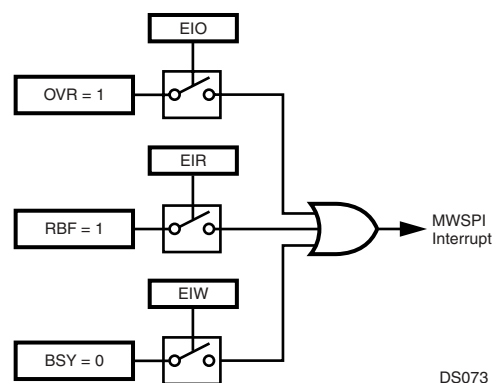 EIO
OVR = 1
EIR
RBF = 1
MWSPI
Interrupt
EIW
BSY = 0
DS073